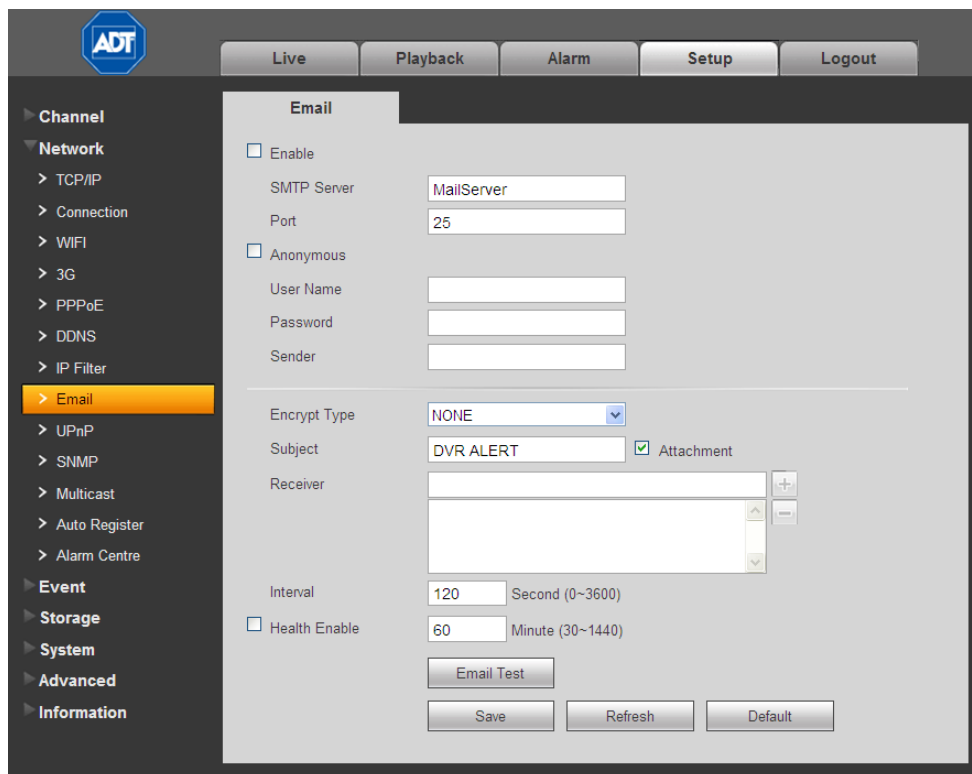 ADT
Live Playback Alarm Setup Logout
Channel
Network
TCP/IP
Connection
WIFI
3G
PPPoE
DDNS
IP Filter
Email
UPnP
SNMP
Multicast
Auto Register
Alarm Centre
Event
Storage
System
Advanced
Information
Email
Enable
SMTP Server MailServer
Port 25
Anonymous
User Name
Password
Sender
Encrypt Type NONE
Subject DVR ALERT Attachment
Receiver
Interval 120 Second (0~3600)
Health Enable 60 Minute (30~1440)
Email Test
Save Refresh Default